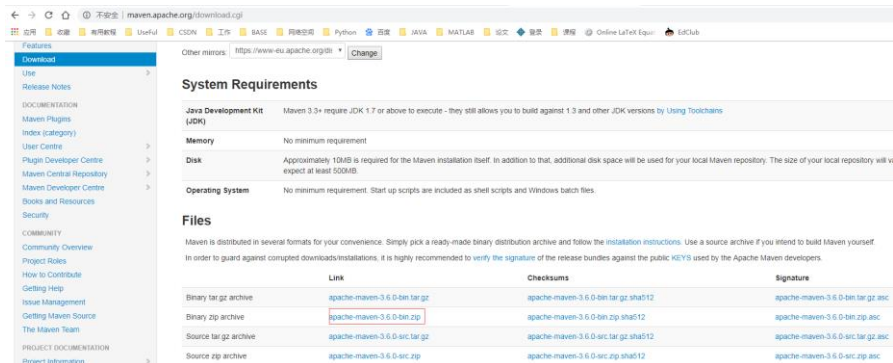 不安全 | maven.apache.org/download.cgi
应用 收藏 有用教程 UseFul CSDN 工作 BASE 网络空间 Python 百度 JAVA MATLAB 论文 登录 课程 Online LaTeX Equa EdClub
Features
Download
Use
Release Notes
DOCUMENTATION
Maven Plugins
Index (category)
User Centre
Plugin Developer Centre
Maven Central Repository
Maven Developer Centre
Books and Resources
Security
COMMUNITY
Community Overview
Project Roles
How to Contribute
Getting Help
Issue Management
Getting Maven Source
The Maven Team
PROJECT DOCUMENTATION
Project Information
Other mirrors: https://www-eu.apache.org/di Change
System Requirements
Java Development Kit (JDK) Maven 3.3+ require JDK 1.7 or above to execute - they still allows you to build against 1.3 and other JDK versions by Using Toolchains
Memory No minimum requirement
Disk Approximately 10MB is required for the Maven installation itself. In addition to that, additional disk space will be used for your local Maven repository. The size of your local repository will va
expect at least 500MB.
Operating System No minimum requirement. Start up scripts are included as shell scripts and Windows batch files.
Files
Maven is distributed in several formats for your convenience. Simply pick a ready-made binary distribution archive and follow the installation instructions. Use a source archive if you intend to build Maven yourself.
In order to guard against corrupted downloads/installations, it is highly recommended to verify the signature of the release bundles against the public KEYS used by the Apache Maven developers.
Link Checksums Signature
Binary tar.gz archive apache-maven-3.6.0-bin.tar.gz apache-maven-3.6.0-bin.tar.gz.sha512 apache-maven-3.6.0-bin.tar.gz.asc
Binary zip archive apache-maven-3.6.0-bin.zip apache-maven-3.6.0-bin.zip.sha512 apache-maven-3.6.0-bin.zip.asc
Source tar.gz archive apache-maven-3.6.0-src.tar.gz apache-maven-3.6.0-src.tar.gz.sha512 apache-maven-3.6.0-src.tar.gz.asc
Source zip archive apache-maven-3.6.0-src.zip apache-maven-3.6.0-src.zip.sha512 apache-maven-3.6.0-src.zip.asc